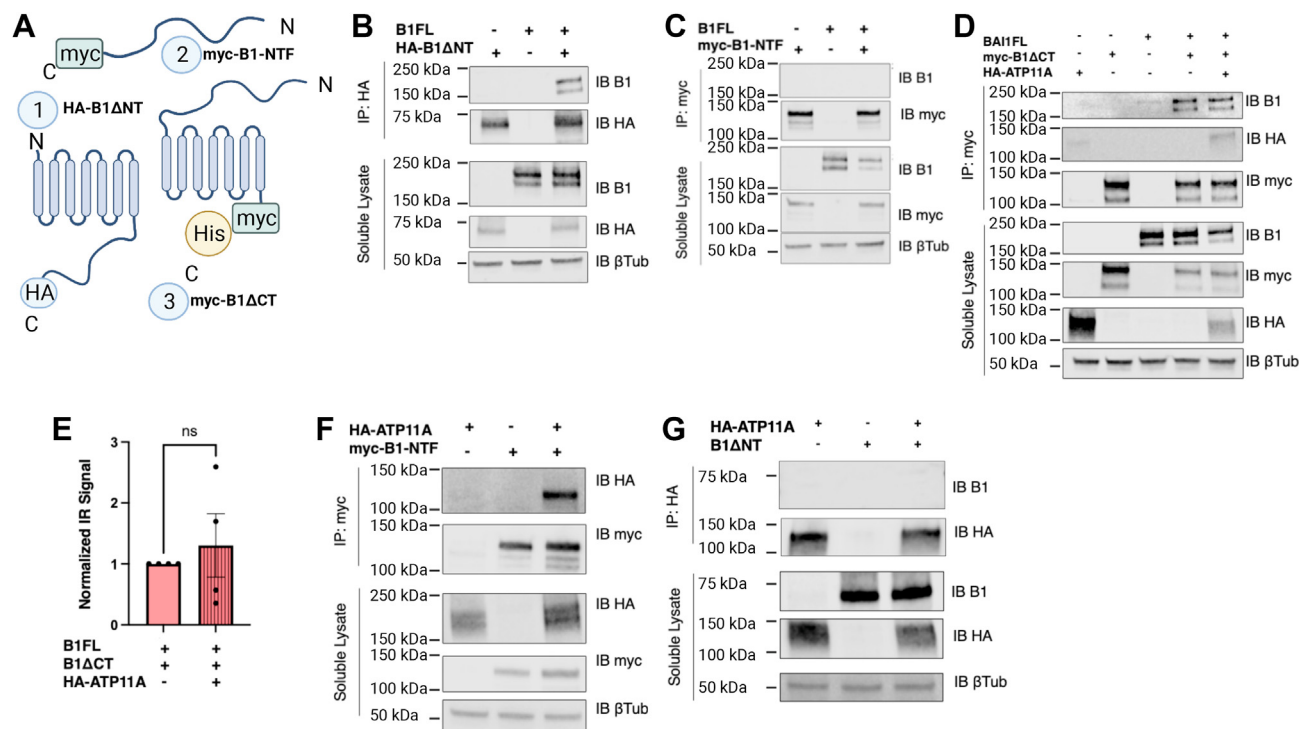 A
N
myc
2
myc-B1-NTF
C
1
HA-B1ΔNT
N
N
myc
His
HA
C
C
3
myc-B1ΔCT
B
B1FL - + +
HA-B1ΔNT + - +
IP: HA
250 kDa
150 kDa
IB B1
75 kDa
IB HA
Soluble Lysate
250 kDa
150 kDa
IB B1
75 kDa
IB HA
50 kDa
IB βTub
C
B1FL - + +
myc-B1-NTF + - +
IP: myc
250 kDa
150 kDa
IB B1
150 kDa
100 kDa
IB myc
Soluble Lysate
250 kDa
150 kDa
IB B1
150 kDa
100 kDa
IB myc
50 kDa
IB βTub
D
BAI1FL - - + + +
myc-B1ΔCT - + - + +
HA-ATP11A + - - - +
IP: myc
250 kDa
150 kDa
IB B1
100 kDa
IB HA
150 kDa
100 kDa
IB myc
Soluble Lysate
250 kDa
150 kDa
IB B1
150 kDa
100 kDa
IB myc
150 kDa
100 kDa
IB HA
50 kDa
IB βTub
E
Normalized IR Signal
3
2
1
0
ns
B1FL + +
B1ΔCT + +
HA-ATP11A - +
F
HA-ATP11A + - +
myc-B1-NTF - + +
IP: myc
150 kDa
100 kDa
IB HA
150 kDa
100 kDa
IB myc
Soluble Lysate
250 kDa
150 kDa
IB HA
150 kDa
100 kDa
IB myc
50 kDa
IB βTub
G
HA-ATP11A + - +
B1ΔNT - + +
IP: HA
75 kDa
IB B1
150 kDa
100 kDa
IB HA
Soluble Lysate
75 kDa
IB B1
150 kDa
100 kDa
IB HA
50 kDa
IB βTub